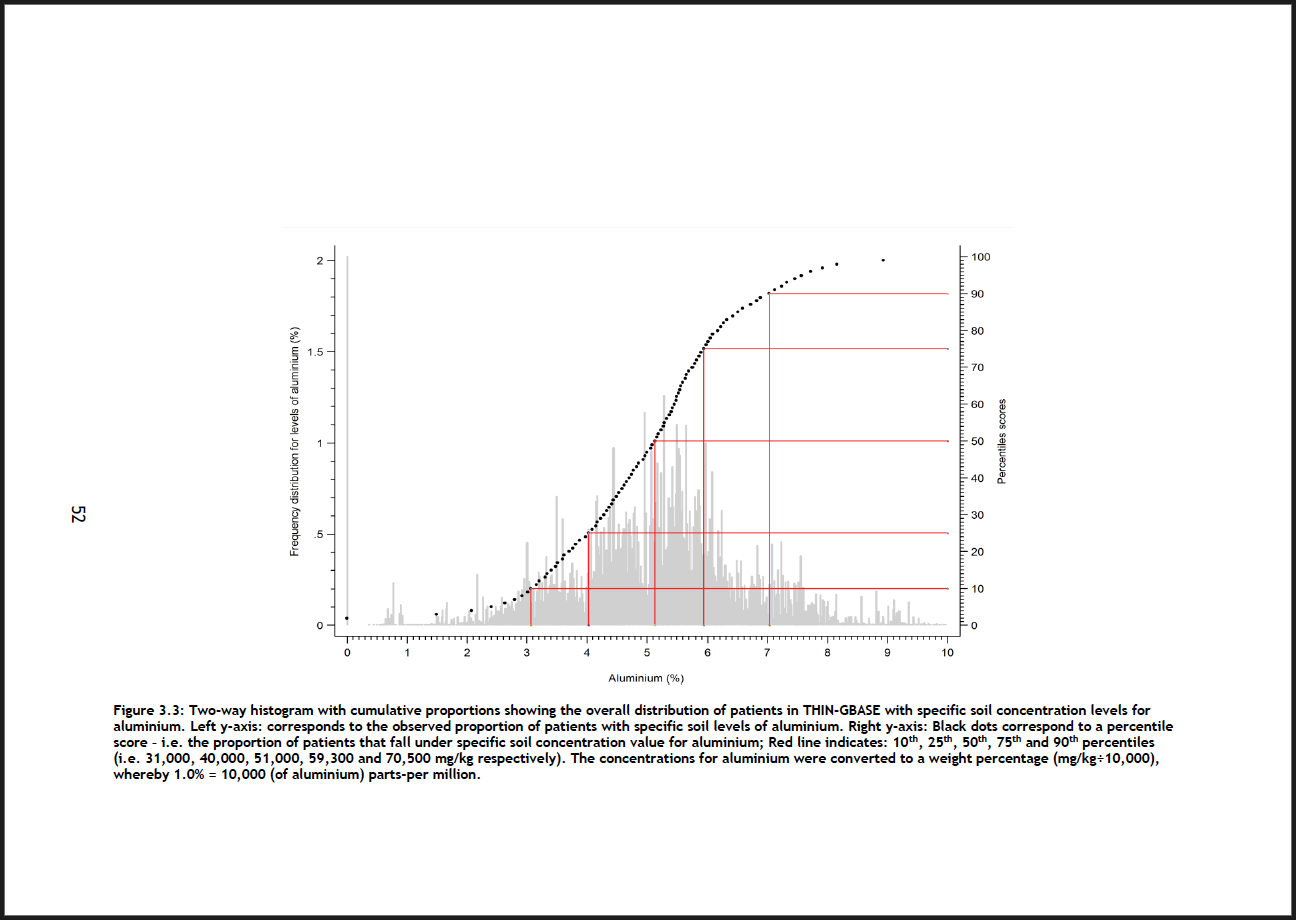 2
1.5
1
.5
0
Frequency distribution for levels of aluminium (%)
100
90
80
70
60
50
40
30
20
10
0
Percentiles scores
0 1 2 3 4 5 6 7 8 9 10
Aluminium (%)
52
Figure 3.3: Two-way histogram with cumulative proportions showing the overall distribution of patients in THIN-GBASE with specific soil concentration levels for
aluminium. Left y-axis: corresponds to the observed proportion of patients with specific soil levels of aluminium. Right y-axis: Black dots correspond to a percentile
score - i.e. the proportion of patients that fall under specific soil concentration value for aluminium; Red line indicates: 10th, 25th, 50th, 75th and 90th percentiles
(i.e. 31,000, 40,000, 51,000, 59,300 and 70,500 mg/kg respectively). The concentrations for aluminium were converted to a weight percentage (mg/kg÷10,000),
whereby 1.0% = 10,000 (of aluminium) parts-per million.